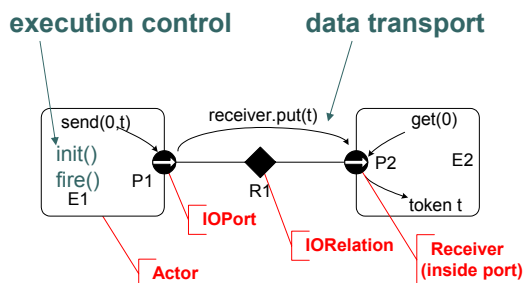 execution control
data transport
send(0,t)
receiver.put(t)
get(0)
init()
fire()
P1
P2
E2
E1
R1
token t
IOPort
IORelation
Receiver
(inside port)
Actor